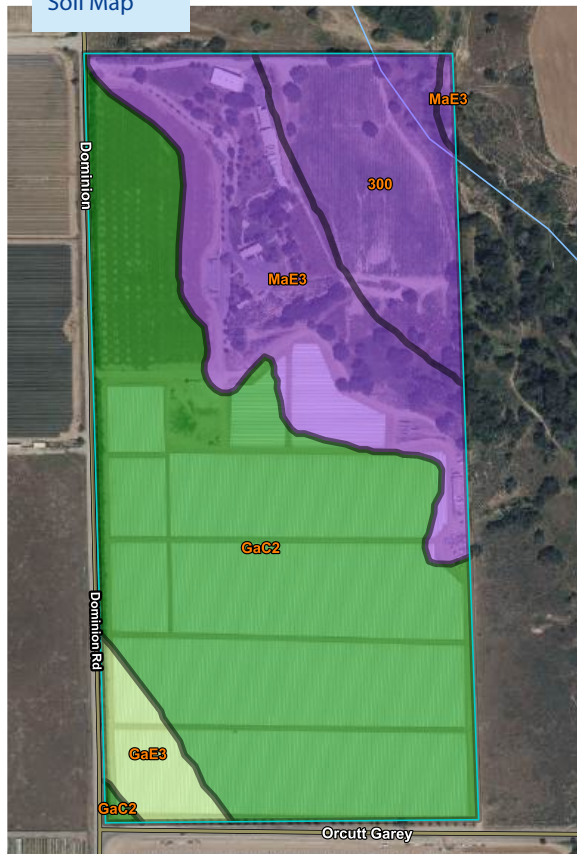 Soil Map
MaE3
Dominion
300
MaE3
GaC2
Dominion Rd
GaE3
GaC2
Orcutt Garey